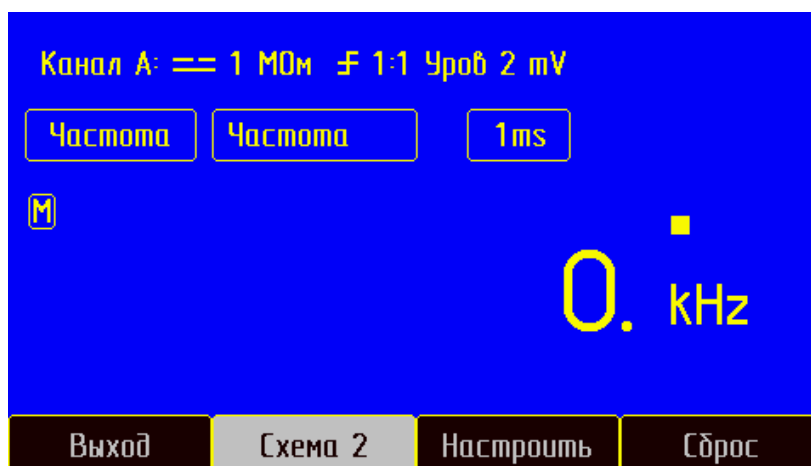 Канал А: == 1 МОм 1:1 Уров 2 mV
Частота Частота 1ms
M
0. kHz
Выход Схема 2 Настроить Сброс